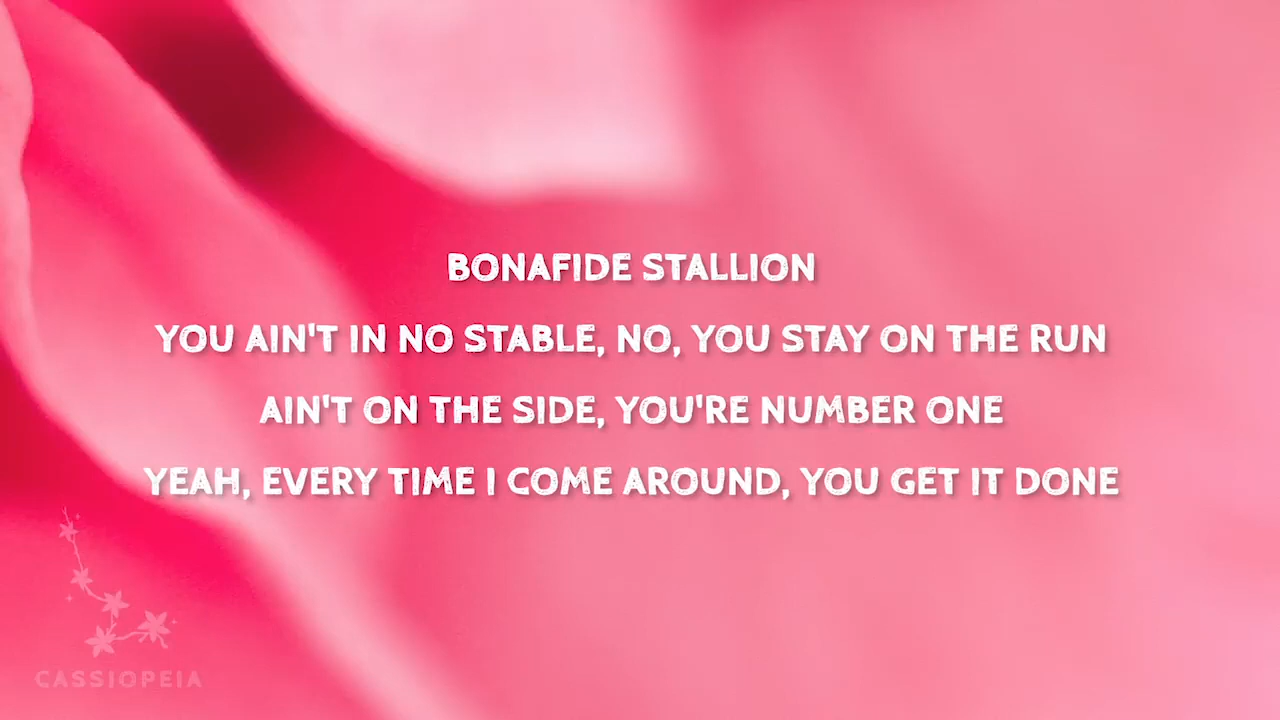 BONAFIDE STALLION
YOU AIN'T IN NO STABLE, NO, YOU STAY ON THE RUN
AIN'T ON THE SIDE, YOU'RE NUMBER ONE
YEAH, EVERY TIME I COME AROUND, YOU GET IT DONE
CASSIOPEIA